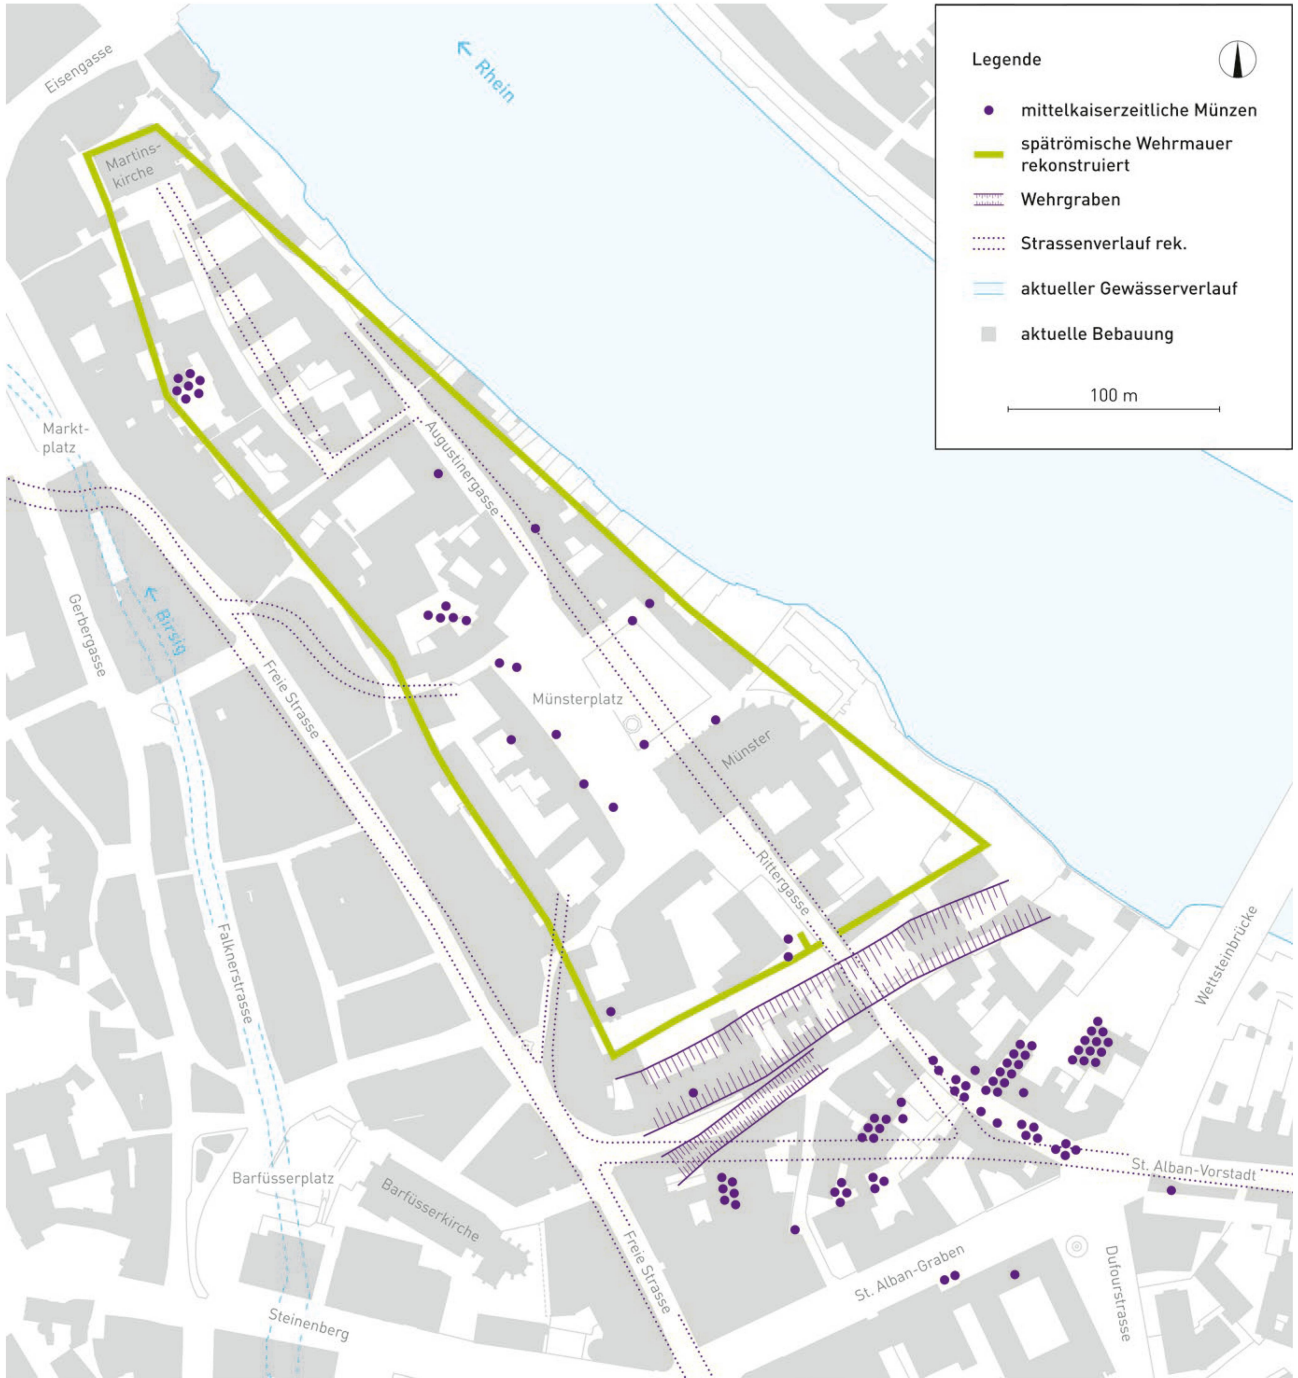 Eisengasse
Rhein
Legende
mittelkaiserzeitliche Münzen
spätrömische Wehrmauer
rekonstruiert
Wehrgraben
Strassenverlauf rek.
aktueller Gewässerverlauf
aktuelle Bebauung
100 m
Martins-
kirche
Markt-
platz
Augustinergasse
Gerbergasse
Birsig
Freie Strasse
Münsterplatz
Münster
Rittergasse
Falknerstrasse
Wettsteinbrücke
Barfüsserplatz
Barfüsserkirche
St. Alban-Vorstadt
Freie Strasse
St. Alban-Graben
Dufourstrasse
Steinenberg